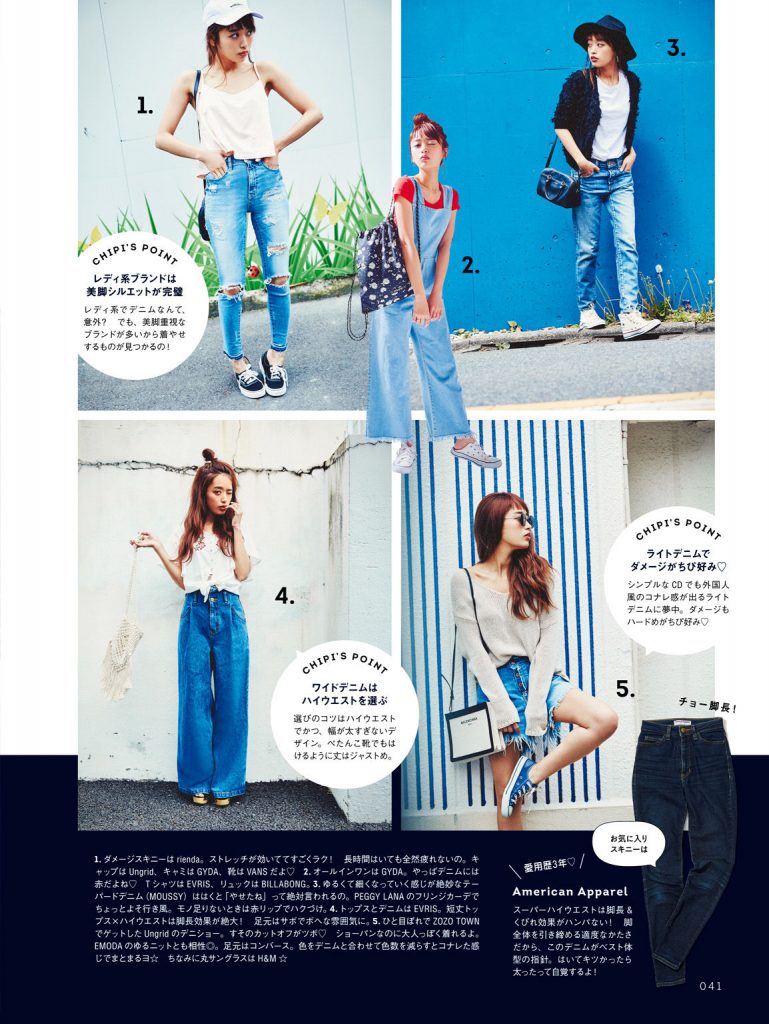 1.
CHIPI'S POINT
レディ系ブランドは
美脚シルエットが完璧
レディ系でデニムなんて、
意外？　でも、美脚重視な
ブランドが多いから着やせ
するものが見つかるの！
2.
3.
4.
CHIPI'S POINT
ワイドデニムは
ハイウエストを選ぶ
選びのコツはハイウエスト
でかつ、幅が太すぎないデ
ザイン。ぺたんこ靴でもは
けるように丈はジャストめ。
CHIPI'S POINT
ライトデニムで
ダメージがちび好み♡
シンプルな CD でも外国人
風のコナレ感が出るライト
デニムに夢中。ダメージも
ハードめがちび好み♡
5.
BALENCIAGA
チョー脚長！
お気に入り
スキニーは
1. ダメージスキニーは rienda。ストレッチが効いててすごくラク！　長時間はいても全然疲れないの。キ
ャップは Ungrid、キャミは GYDA、靴は VANS だよ♡　2. オールインワンは GYDA。やっぱデニムには
赤だよね♡　T シャツは EVRIS、リュックは BILLABONG。3. ゆるくて細くなっていく感じが絶妙なテー
パードデニム（MOUSSY）ははくと「やせたね」って絶対言われるの。PEGGY LANA のフリンジカーデで
ちょっとよそ行き風。モノ足りないときは赤リップでハクづけ。4. トップスとデニムは EVRIS。短丈トッ
プス×ハイウエストは脚長効果が絶大！　足元はサボでボヘな雰囲気に。5. ひと目ぼれで ZOZO TOWN
でゲットした Ungrid のデニショー。すそのカットオフがツボ♡　ショーパンなのに大人っぽく着れるよ。
EMODA のゆるニットとも相性◎。足元はコンバース。色をデニムと合わせて色数を減らすとコナレた感
じでまとまるヨ☆　ちなみに丸サングラスは H&M ☆
愛用歴3年♡
American Apparel
スーパーハイウエストは脚長 &
くびれ効果がハンパない！　脚
全体を引き締める適度なかたさ
だから、このデニムがベスト体
型の指針。はいてキツかったら
太ったって自覚するよ！
041